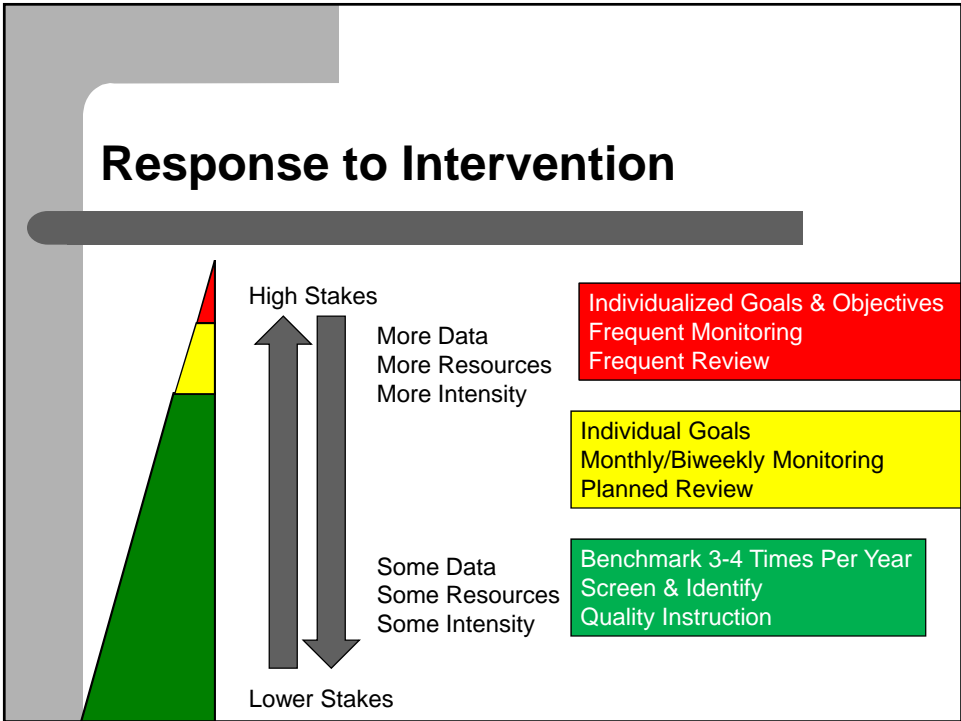 Response to Intervention
High Stakes
More Data
More Resources
More Intensity
Individualized Goals & Objectives
Frequent Monitoring
Frequent Review
Individual Goals
Monthly/Biweekly Monitoring
Planned Review
Some Data
Some Resources
Some Intensity
Benchmark 3-4 Times Per Year
Screen & Identify
Quality Instruction
Lower Stakes